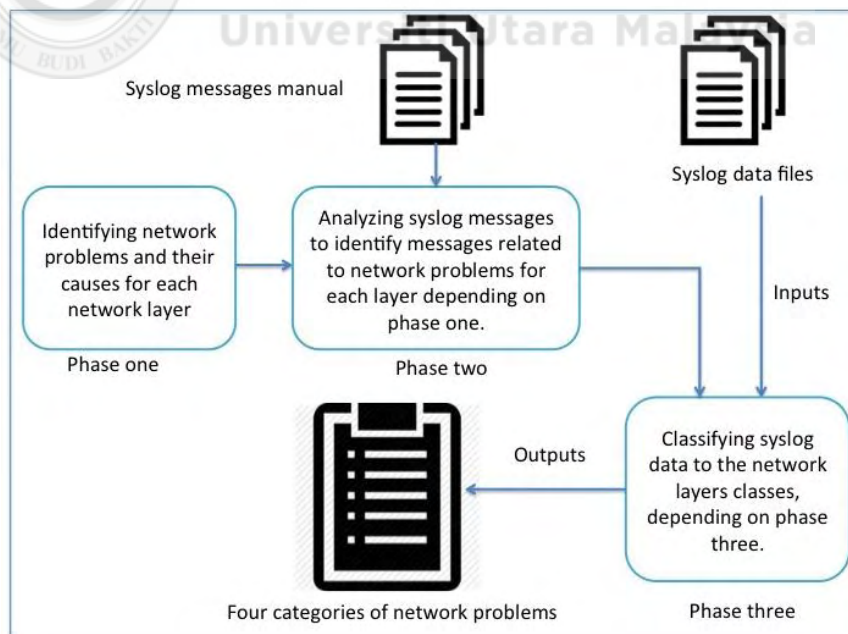 Universiti Utara Malaysia
BUDI BAKTI
Syslog messages manual
Syslog data files
Identifying network
problems and their
causes for each
network layer
Phase one
Analyzing syslog messages
to identify messages related
to network problems for
each layer depending on
phase one.
Phase two
Inputs
Classifying syslog
data to the network
layers classes,
depending on phase
three.
Phase three
Outputs
Four categories of network problems